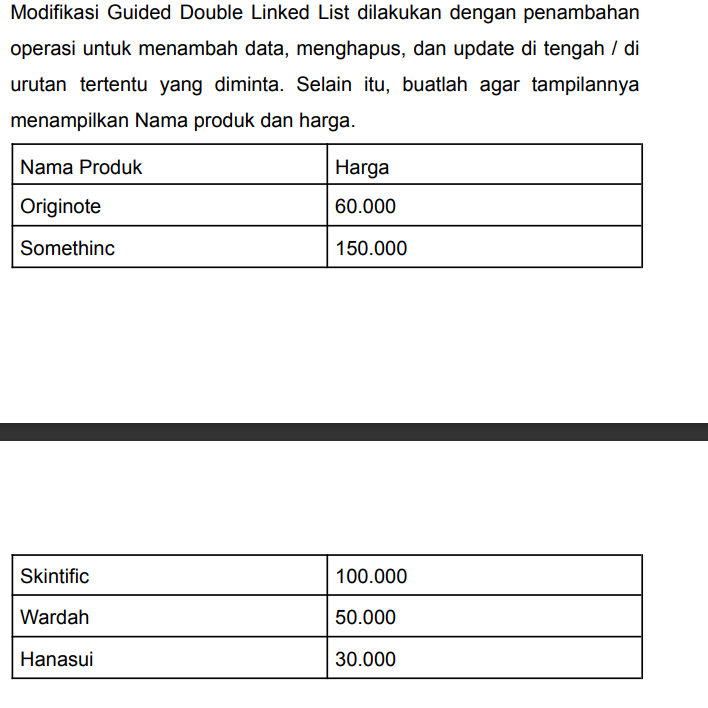 Modifikasi Guided Double Linked List dilakukan dengan penambahan
operasi untuk menambah data, menghapus, dan update di tengah / di
urutan tertentu yang diminta. Selain itu, buatlah agar tampilannya
menampilkan Nama produk dan harga.
Nama Produk Harga
Originote 60.000
Somethinc 150.000
Skintific 100.000
Wardah 50.000
Hanasui 30.000